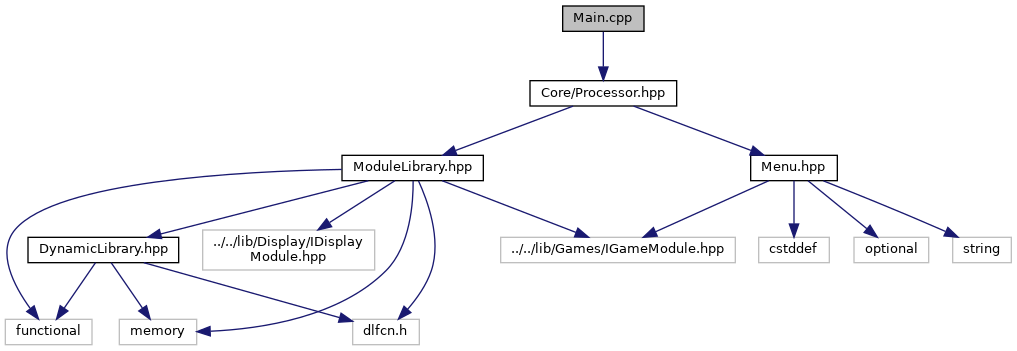 Main.cpp
Core/Processor.hpp
ModuleLibrary.hpp
Menu.hpp
DynamicLibrary.hpp
../../lib/Display/IDisplay
Module.hpp
../../lib/Games/IGameModule.hpp
cstddef
optional
string
functional
memory
dlfcn.h